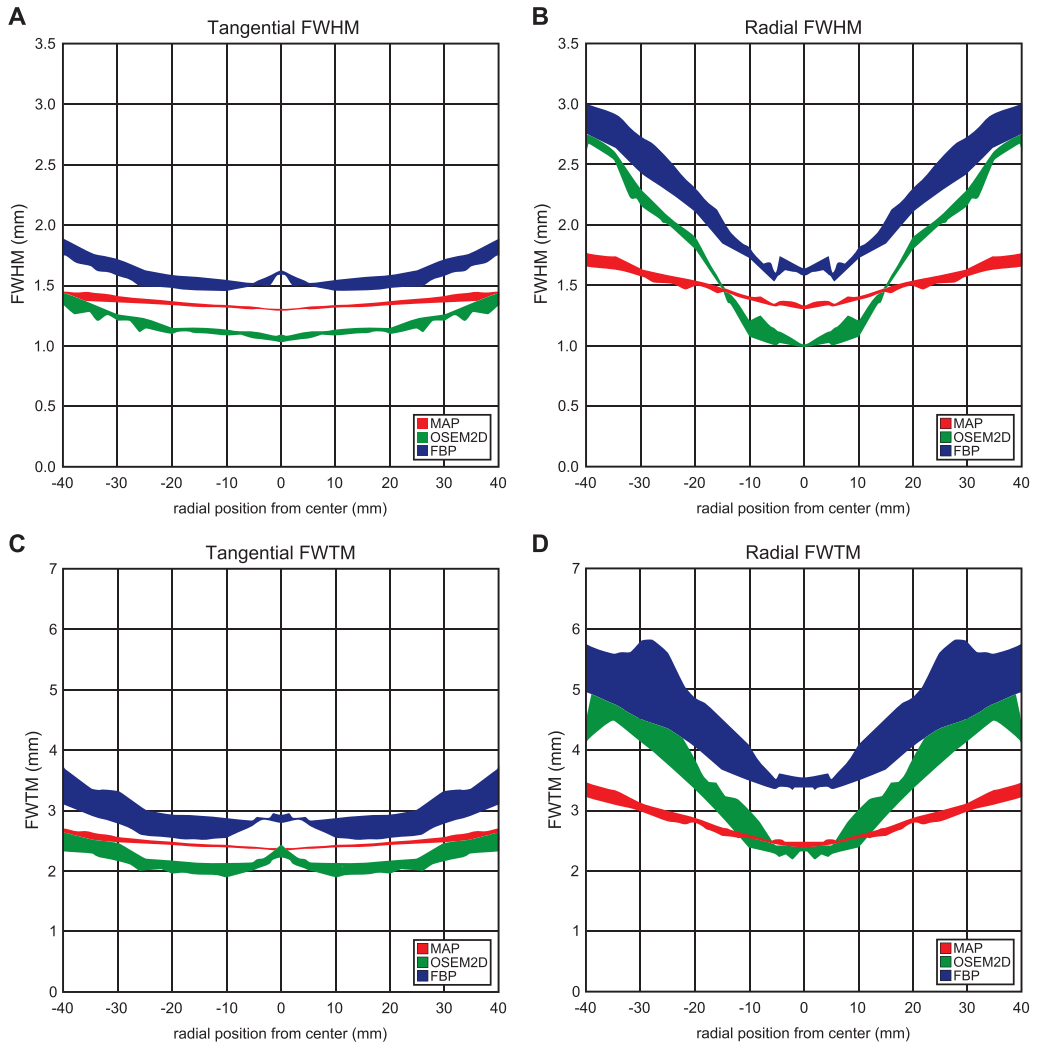 A
Tangential FWHM
3.5
3.0
2.5
2.0
1.5
1.0
0.5
0.0
FWHM (mm)
MAP
OSEM2D
FBP
-40 -30 -20 -10 0 10 20 30 40
radial position from center (mm)
B
Radial FWHM
3.5
3.0
2.5
2.0
1.5
1.0
0.5
0.0
FWHM (mm)
MAP
OSEM2D
FBP
-40 -30 -20 -10 0 10 20 30 40
radial position from center (mm)
C
Tangential FWTM
7
6
5
4
3
2
1
0
FWTM (mm)
MAP
OSEM2D
FBP
-40 -30 -20 -10 0 10 20 30 40
radial position from center (mm)
D
Radial FWTM
7
6
5
4
3
2
1
0
FWTM (mm)
MAP
OSEM2D
FBP
-40 -30 -20 -10 0 10 20 30 40
radial position from center (mm)